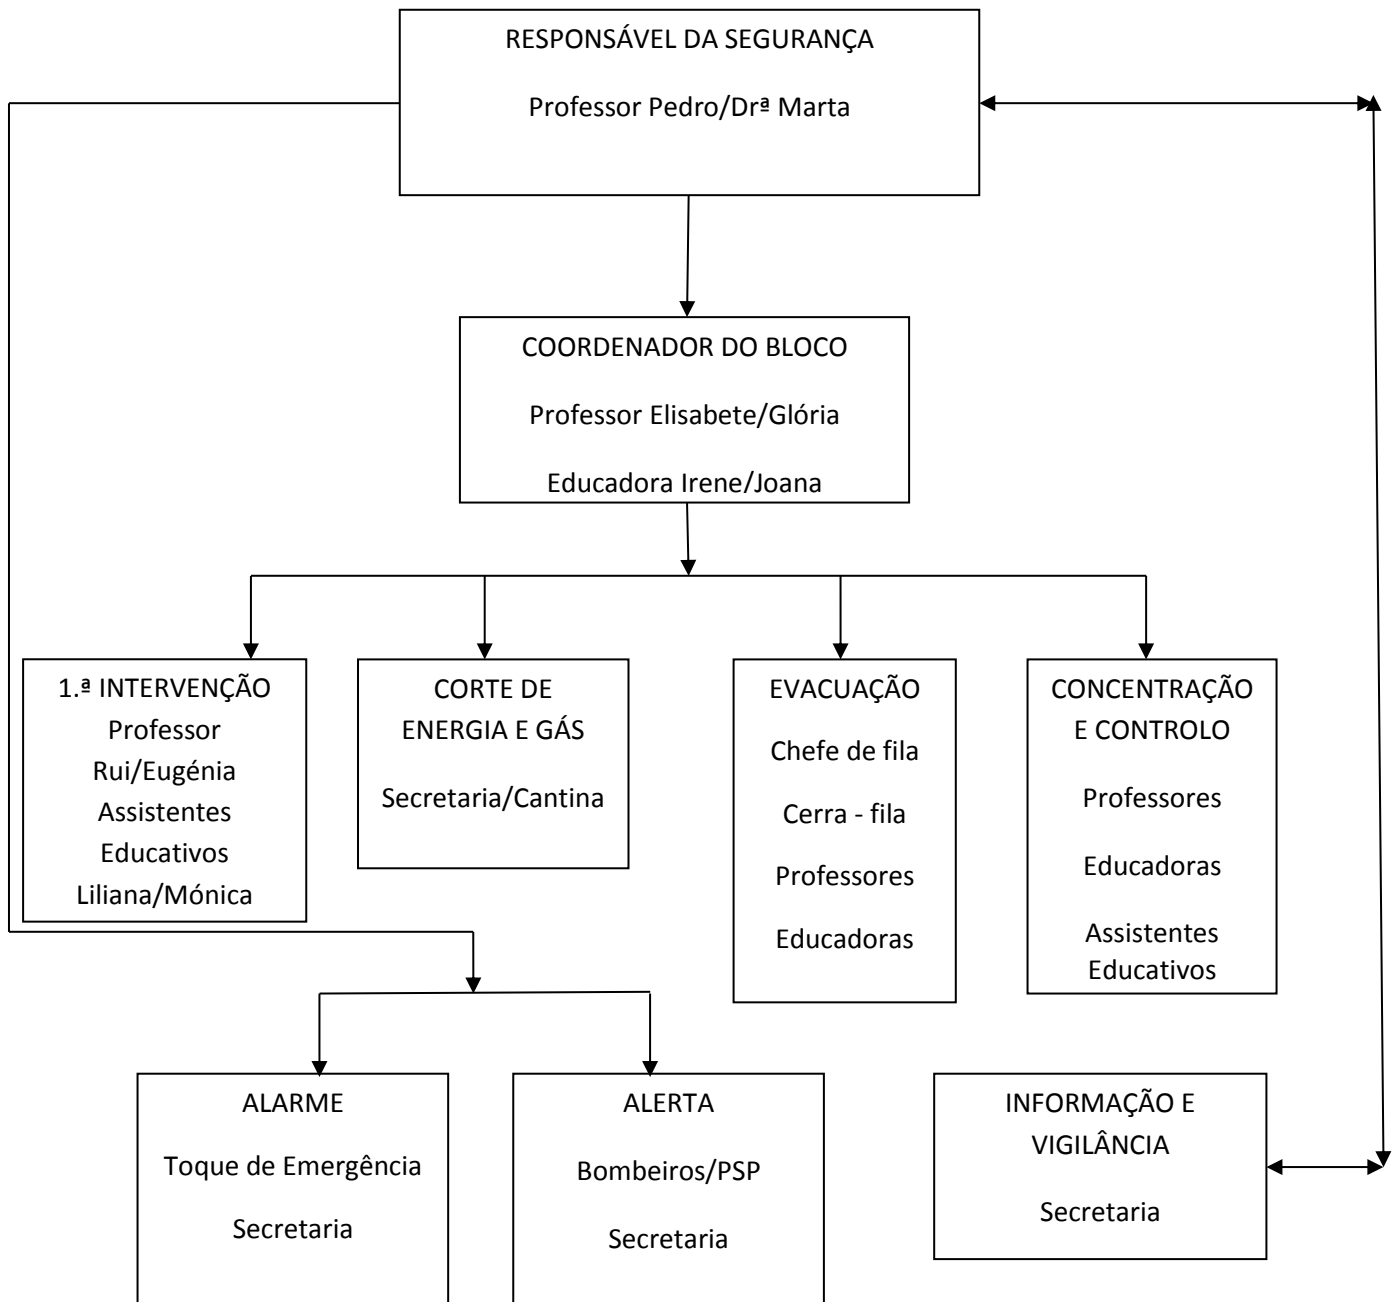 RESPONSÁVEL DA SEGURANÇA
Professor Pedro/Drª Marta
COORDENADOR DO BLOCO
Professor Elisabete/Glória
Educadora Irene/Joana
1.ª INTERVENÇÃO
Professor
Rui/Eugénia
Assistentes
Educativos
Liliana/Mónica
CORTE DE
ENERGIA E GÁS
Secretaria/Cantina
EVACUAÇÃO
Chefe de fila
Cerra - fila
Professores
Educadoras
CONCENTRAÇÃO
E CONTROLO
Professores
Educadoras
Assistentes
Educativos
ALARME
Toque de Emergência
Secretaria
ALERTA
Bombeiros/PSP
Secretaria
INFORMAÇÃO E
VIGILÂNCIA
Secretaria